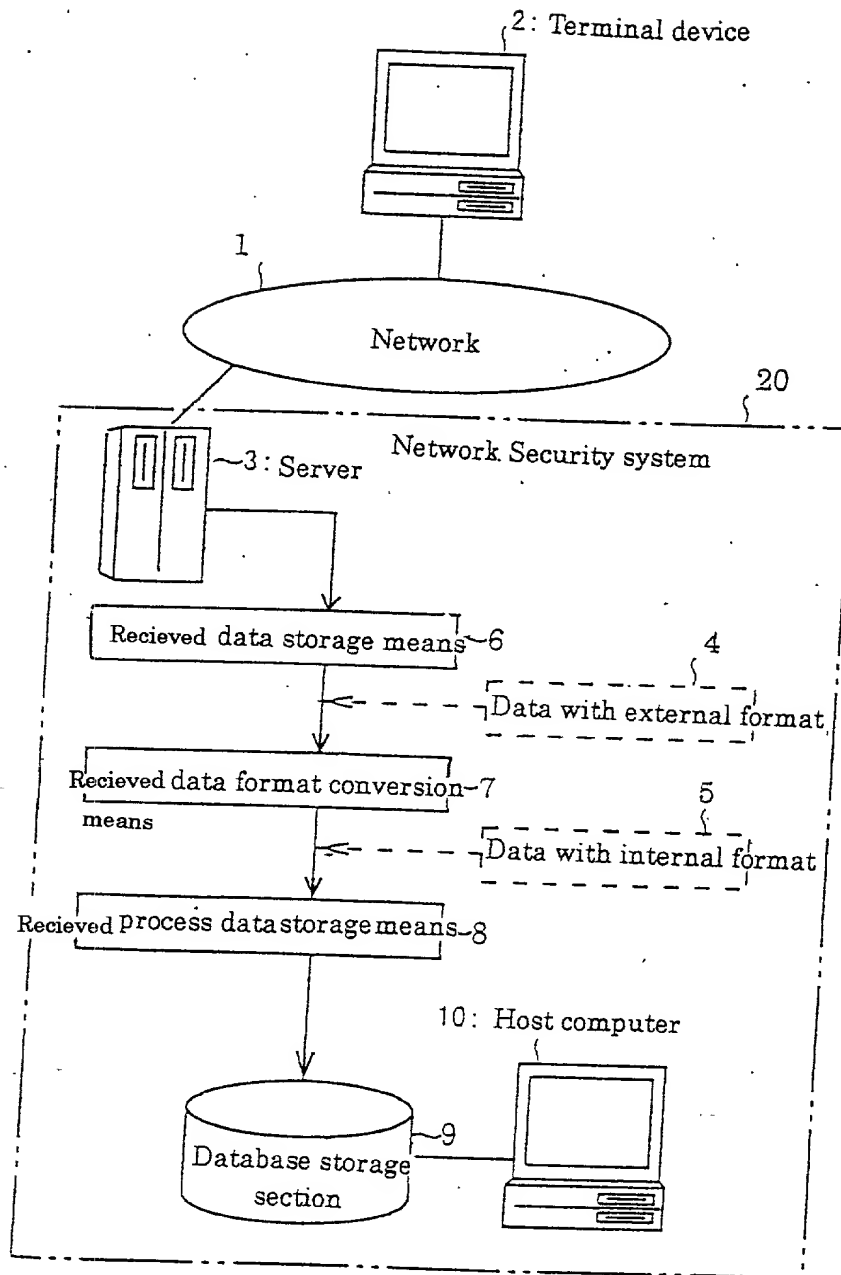 2: Terminal device
1
Network
20
Network Security system
3: Server
Recieved data storage means
6
4
Data with external format
Recieved data format conversion
means
7
5
Data with internal format
Recieved process data storage means
8
10: Host computer
9
Database storage
section